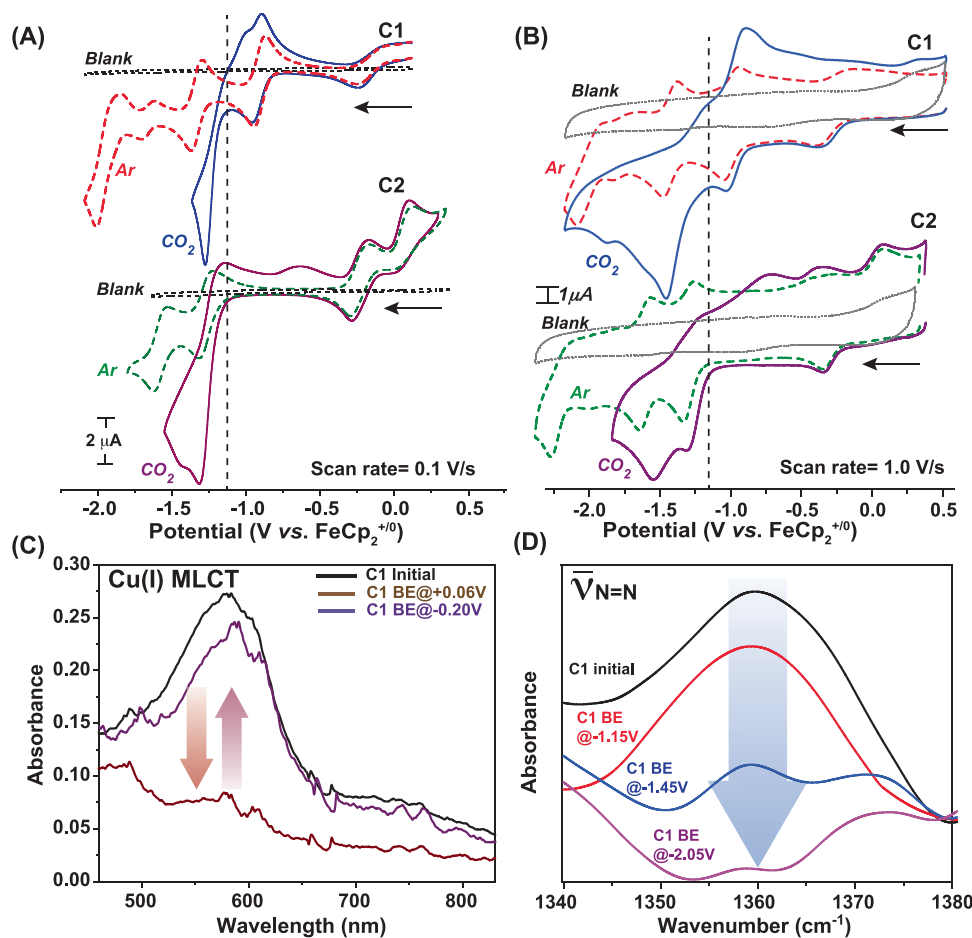 (A)
C1
Blank
Ar
CO2
C2
Blank
Ar
CO2
2 μA
Scan rate= 0.1 V/s
-2.0
-1.5
-1.0
-0.5
0.0
Potential (V vs. FeCp2+/0)
(B)
C1
Blank
Ar
CO2
C2
1μA
Blank
Ar
CO2
Scan rate= 1.0 V/s
-2.0
-1.5
-1.0
-0.5
0.0
0.5
Potential (V vs. FeCp2+/0)
(C)
Cu(I) MLCT
C1 Initial
C1 BE@+0.06V
C1 BE@-0.20V
0.30
0.25
0.20
0.15
0.10
0.05
0.00
Absorbance
500
600
700
800
Wavelength (nm)
(D)
ν̅N=N
C1 initial
C1 BE
@-1.15V
C1 BE
@-1.45V
C1 BE
@-2.05V
Absorbance
1340
1350
1360
1370
1380
Wavenumber (cm-1)